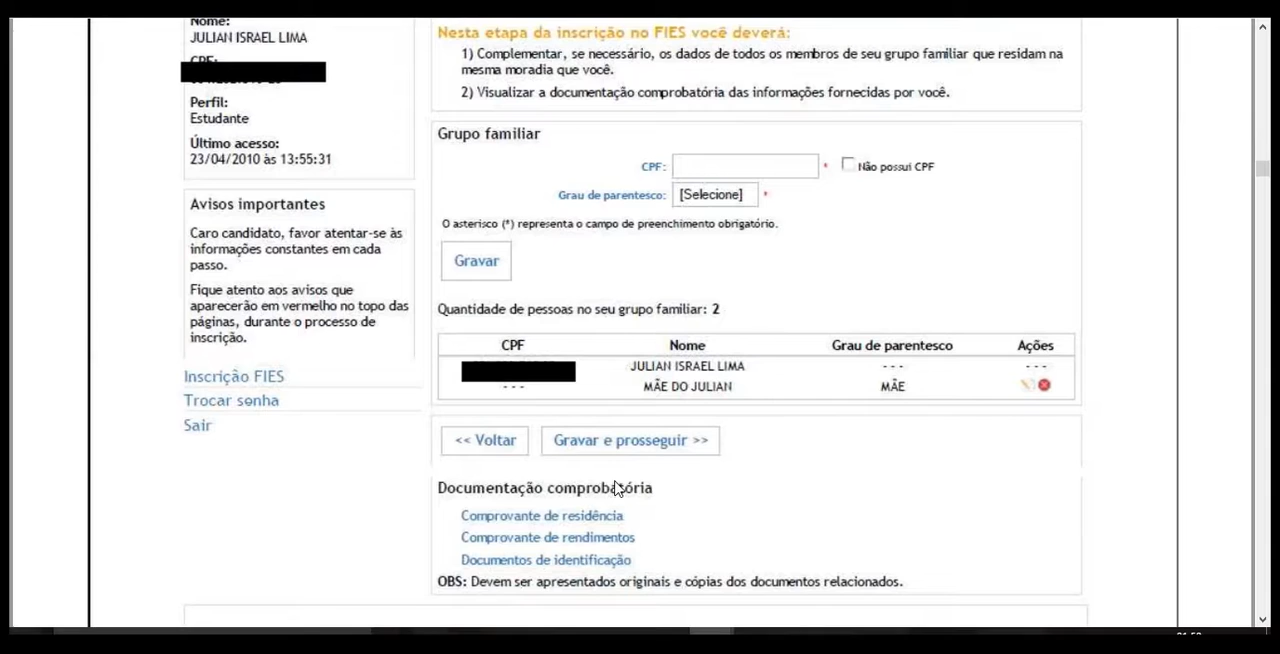 Nome:
JULIAN ISRAEL LIMA
CPF:
Perfil:
Estudante
Último acesso:
23/04/2010 às 13:55:31
Avisos importantes
Caro candidato, favor atentar-se às
informações constantes em cada
passo.
Fique atento aos avisos que
aparecerão em vermelho no topo das
páginas, durante o processo de
inscrição.
Inscrição FIES
Trocar senha
Sair
Nesta etapa da inscrição no FIES você deverá:
1) Complementar, se necessário, os dados de todos os membros de seu grupo familiar que residam na
mesma moradia que você.
2) Visualizar a documentação comprobatória das informações fornecidas por você.
Grupo familiar
CPF: * Não possui CPF
Grau de parentesco: [Selecione] *
O asterisco (*) representa o campo de preenchimento obrigatório.
Gravar
Quantidade de pessoas no seu grupo familiar: 2
CPF Nome Grau de parentesco Ações
JULIAN ISRAEL LIMA - - - - - -
- - - MÃE DO JULIAN MÃE
<< Voltar Gravar e prosseguir >>
Documentação comprobatória
Comprovante de residência
Comprovante de rendimentos
Documentos de identificação
OBS: Devem ser apresentados originais e cópias dos documentos relacionados.